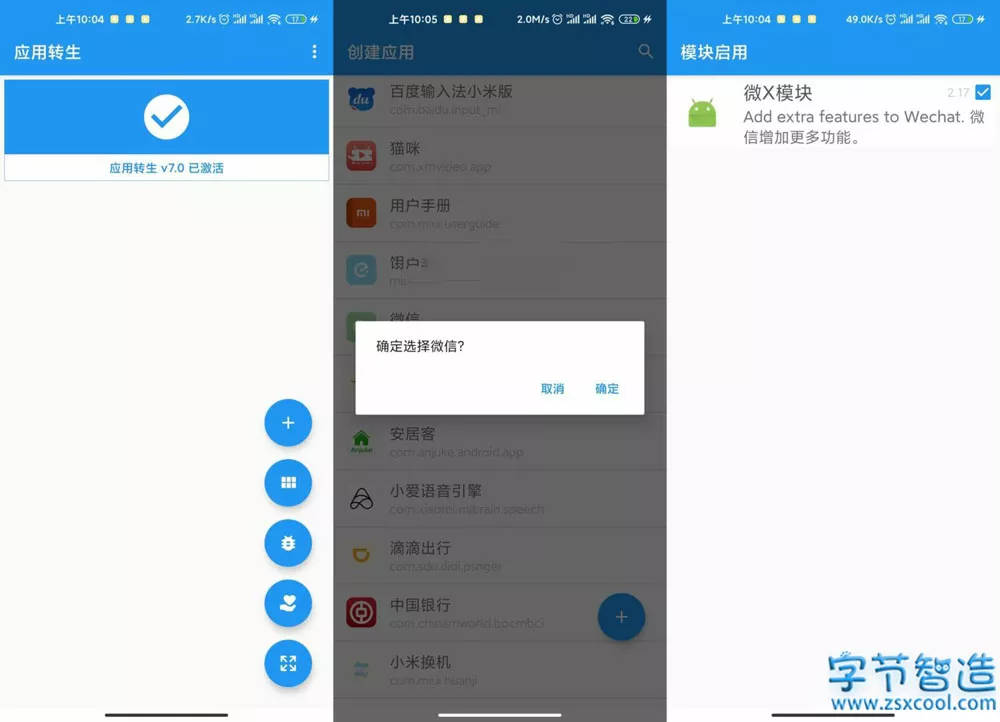 上午10:04
2.7K/s
17
应用转生
应用转生 v7.0 已激活
上午10:05
2.0M/s
22
创建应用
百度输入法小米版
com.baidu.input_mi
猫咪
com.xmvideo.app
用户手册
com.miui.userguide
微信
确定选择微信?
取消
确定
安居客
com.anjuke.android.app
小爱语音引擎
com.xiaomi.mibrain.speech
滴滴出行
com.sdu.didi.psnger
中国银行
com.chinamworld.bocmbci
小米换机
com.miui.huanji
上午10:04
49.0K/s
17
模块启用
微X模块
2.17
Add extra features to Wechat. 微
信增加更多功能。
字节智造
www.zsxcool.com